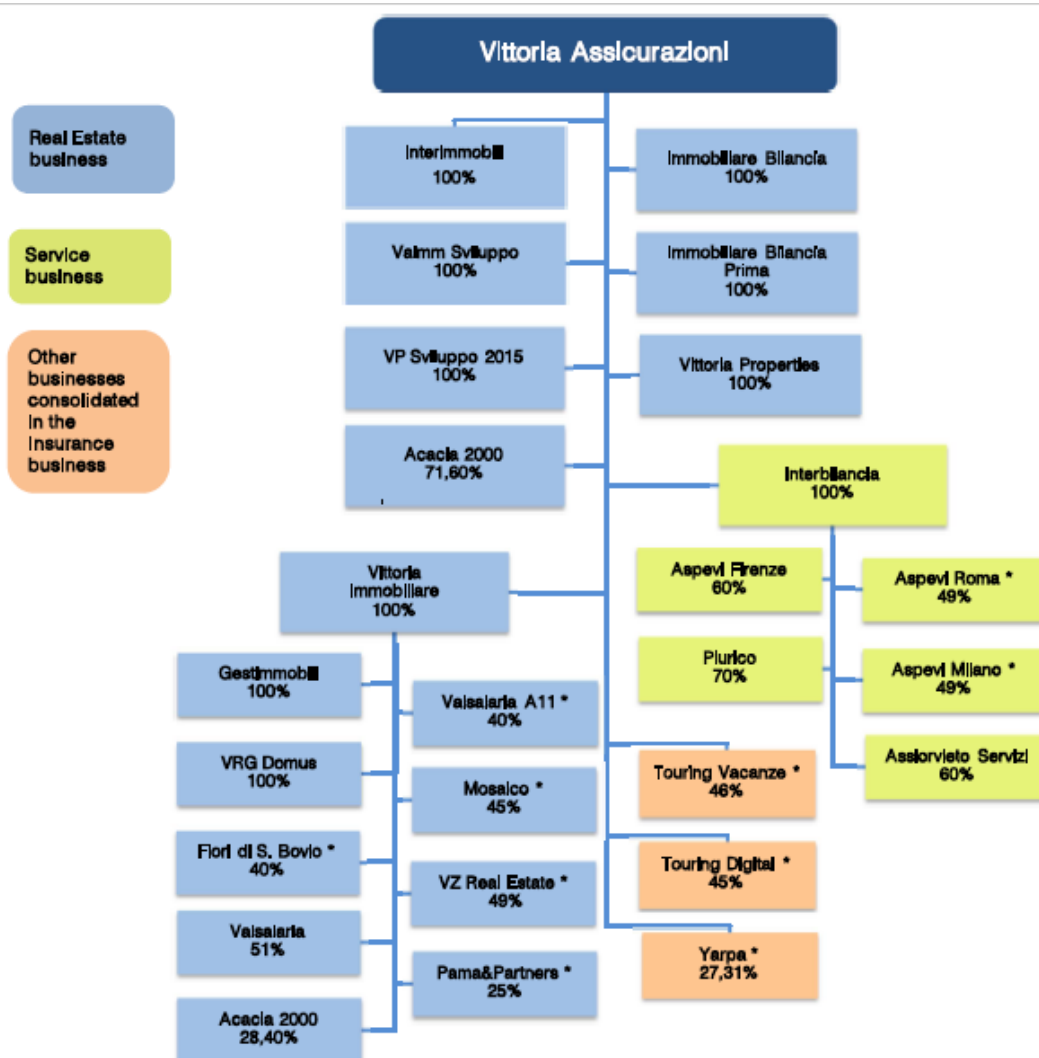 Vittoria Assicurazioni
Real Estate
business
Service
business
Other
businesses
consolidated
in the
Insurance
business
Interimmobili
100%
Immobiliare Bilancia
100%
Vaimm Sviluppo
100%
Immobiliare Bilancia
Prima
100%
VP Sviluppo 2015
100%
Vittoria Properties
100%
Acacia 2000
71,60%
Interbilancia
100%
Vittoria
Immobiliare
100%
Aspevi Firenze
60%
Aspevi Roma *
49%
Plurico
70%
Aspevi Milano *
49%
Assiorvieto Servizi
60%
Gestimmobili
100%
Valsalaria A11 *
40%
VRG Domus
100%
Mosaico *
45%
Fiori di S. Bovio *
40%
VZ Real Estate *
49%
Valsalaria
51%
Pama&Partners *
25%
Acacia 2000
28,40%
Touring Vacanze *
46%
Touring Digital *
45%
Yarpa *
27,31%